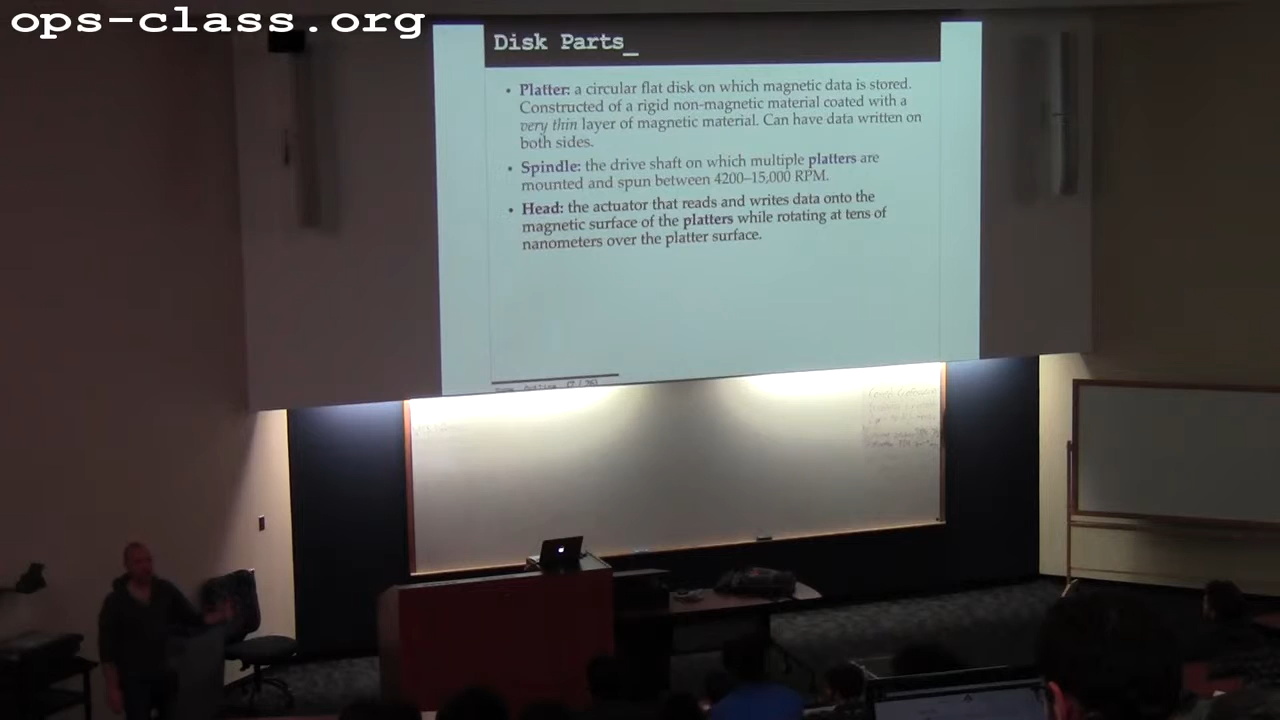 ops-class.org
Disk Parts_
• Platter: a circular flat disk on which magnetic data is stored.
Constructed of a rigid non-magnetic material coated with a
very thin layer of magnetic material. Can have data written on
both sides.
• Spindle: the drive shaft on which multiple platters are
mounted and spun between 4200–15,000 RPM.
• Head: the actuator that reads and writes data onto the
magnetic surface of the platters while rotating at tens of
nanometers over the platter surface.